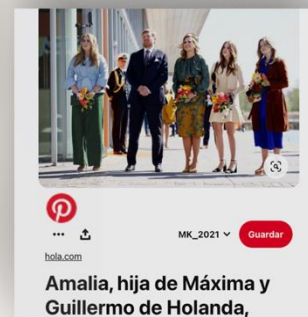 MK_2021
Guardar
hola.com
Amalia, hija de Máxima y
Guillermo de Holanda,